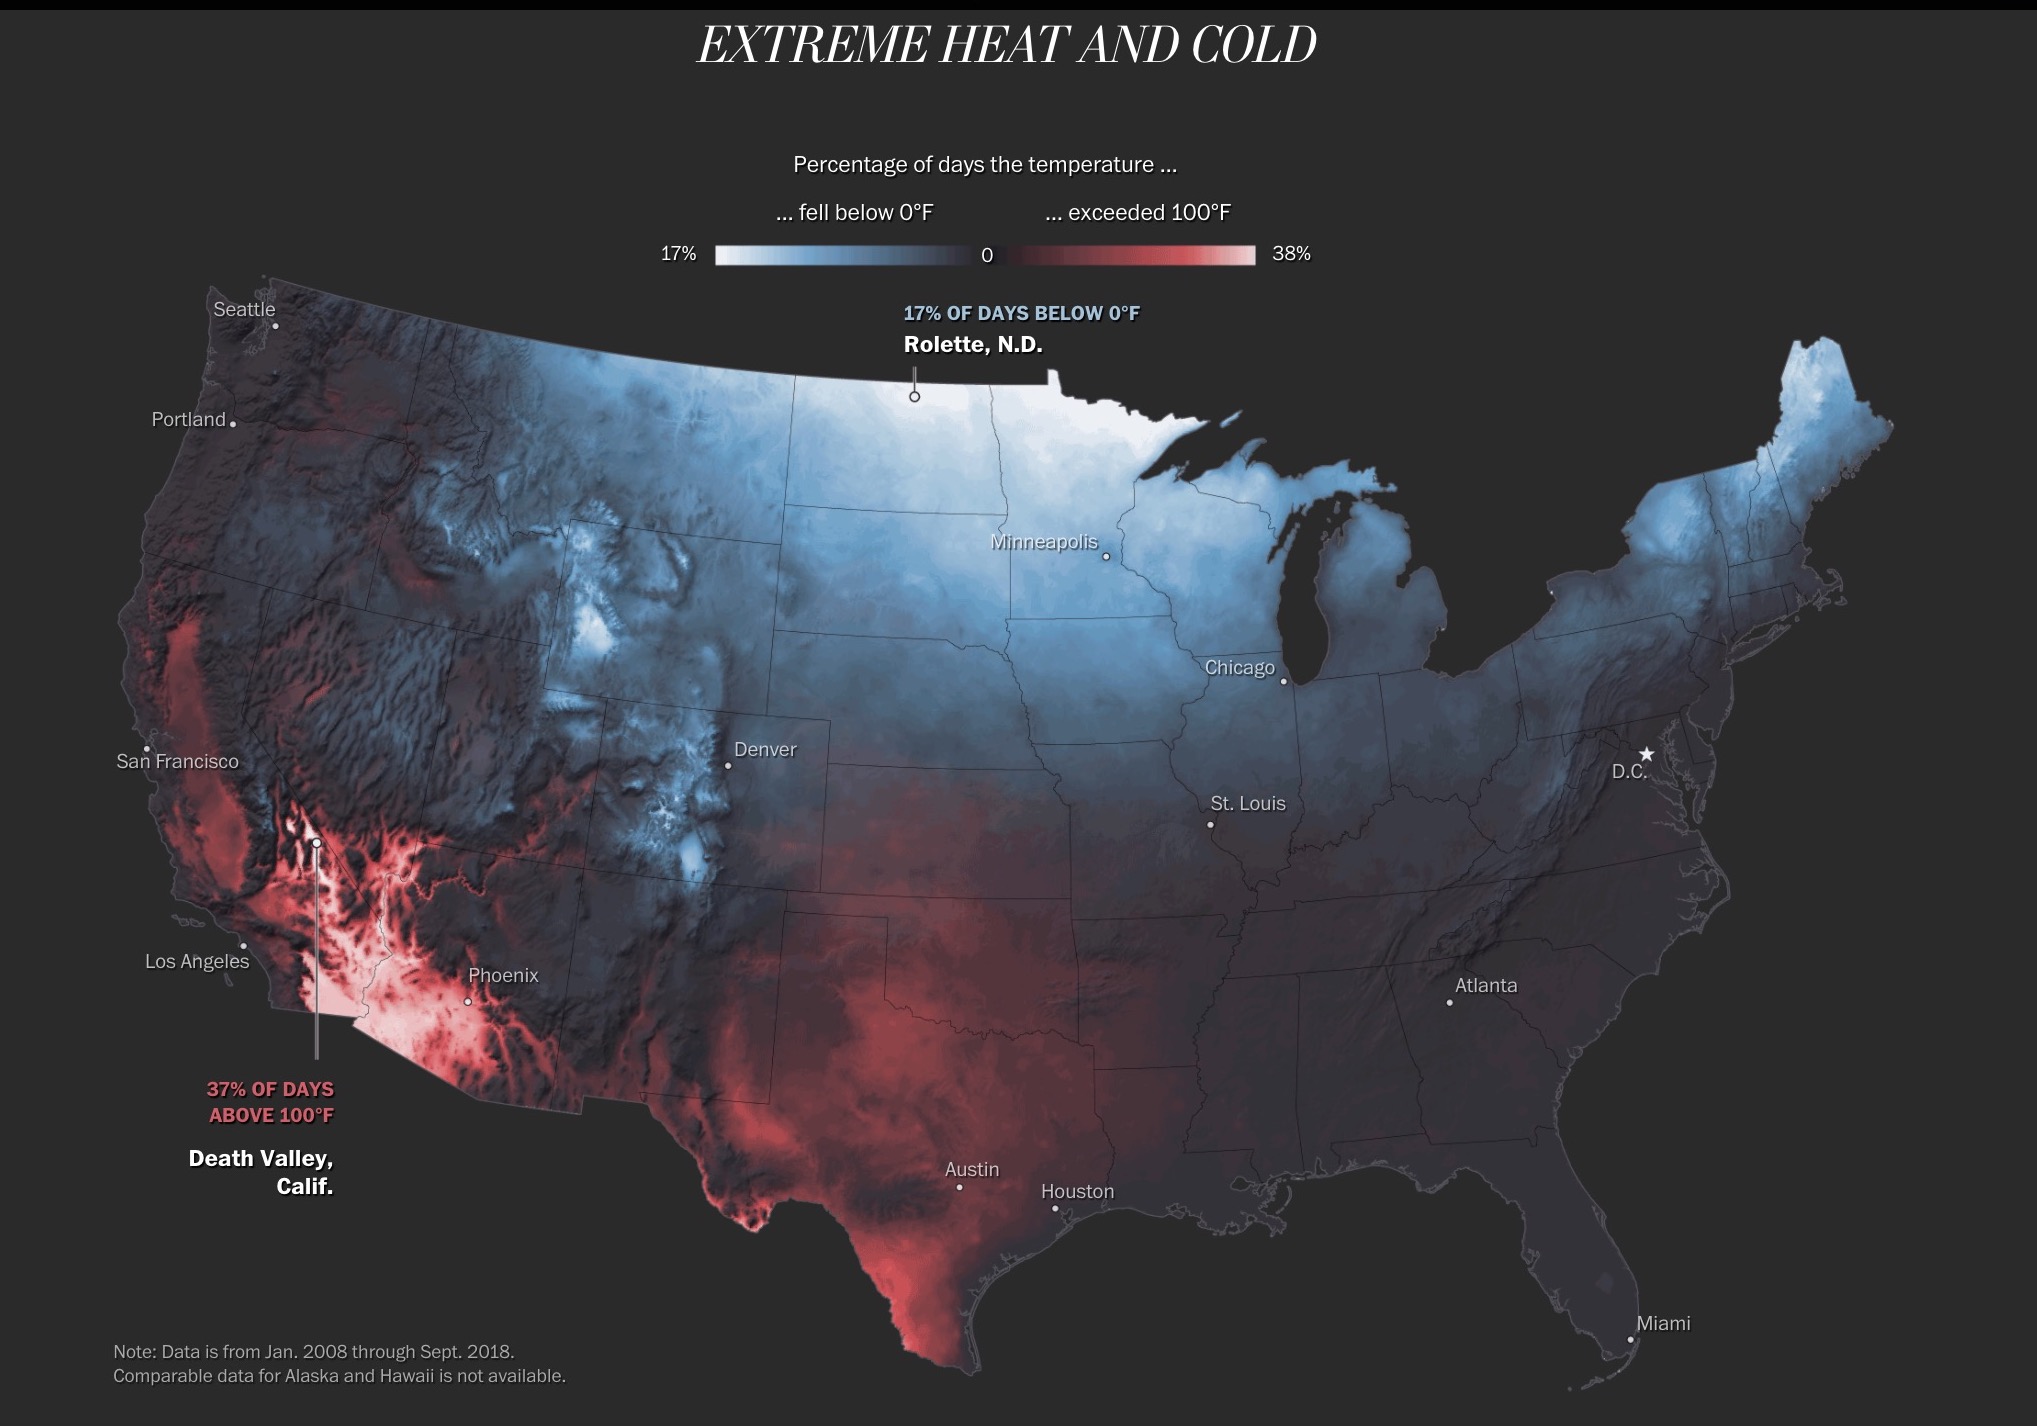 EXTREME HEAT AND COLD
Percentage of days the temperature ...
... fell below 0°F
... exceeded 100°F
17%
0
38%
17% OF DAYS BELOW 0°F
Rolette, N.D.
Seattle
Portland
Minneapolis
Chicago
Denver
San Francisco
D.C.
St. Louis
Los Angeles
Phoenix
Atlanta
37% OF DAYS
ABOVE 100°F
Death Valley,
Calif.
Austin
Houston
Miami
Note: Data is from Jan. 2008 through Sept. 2018.
Comparable data for Alaska and Hawaii is not available.